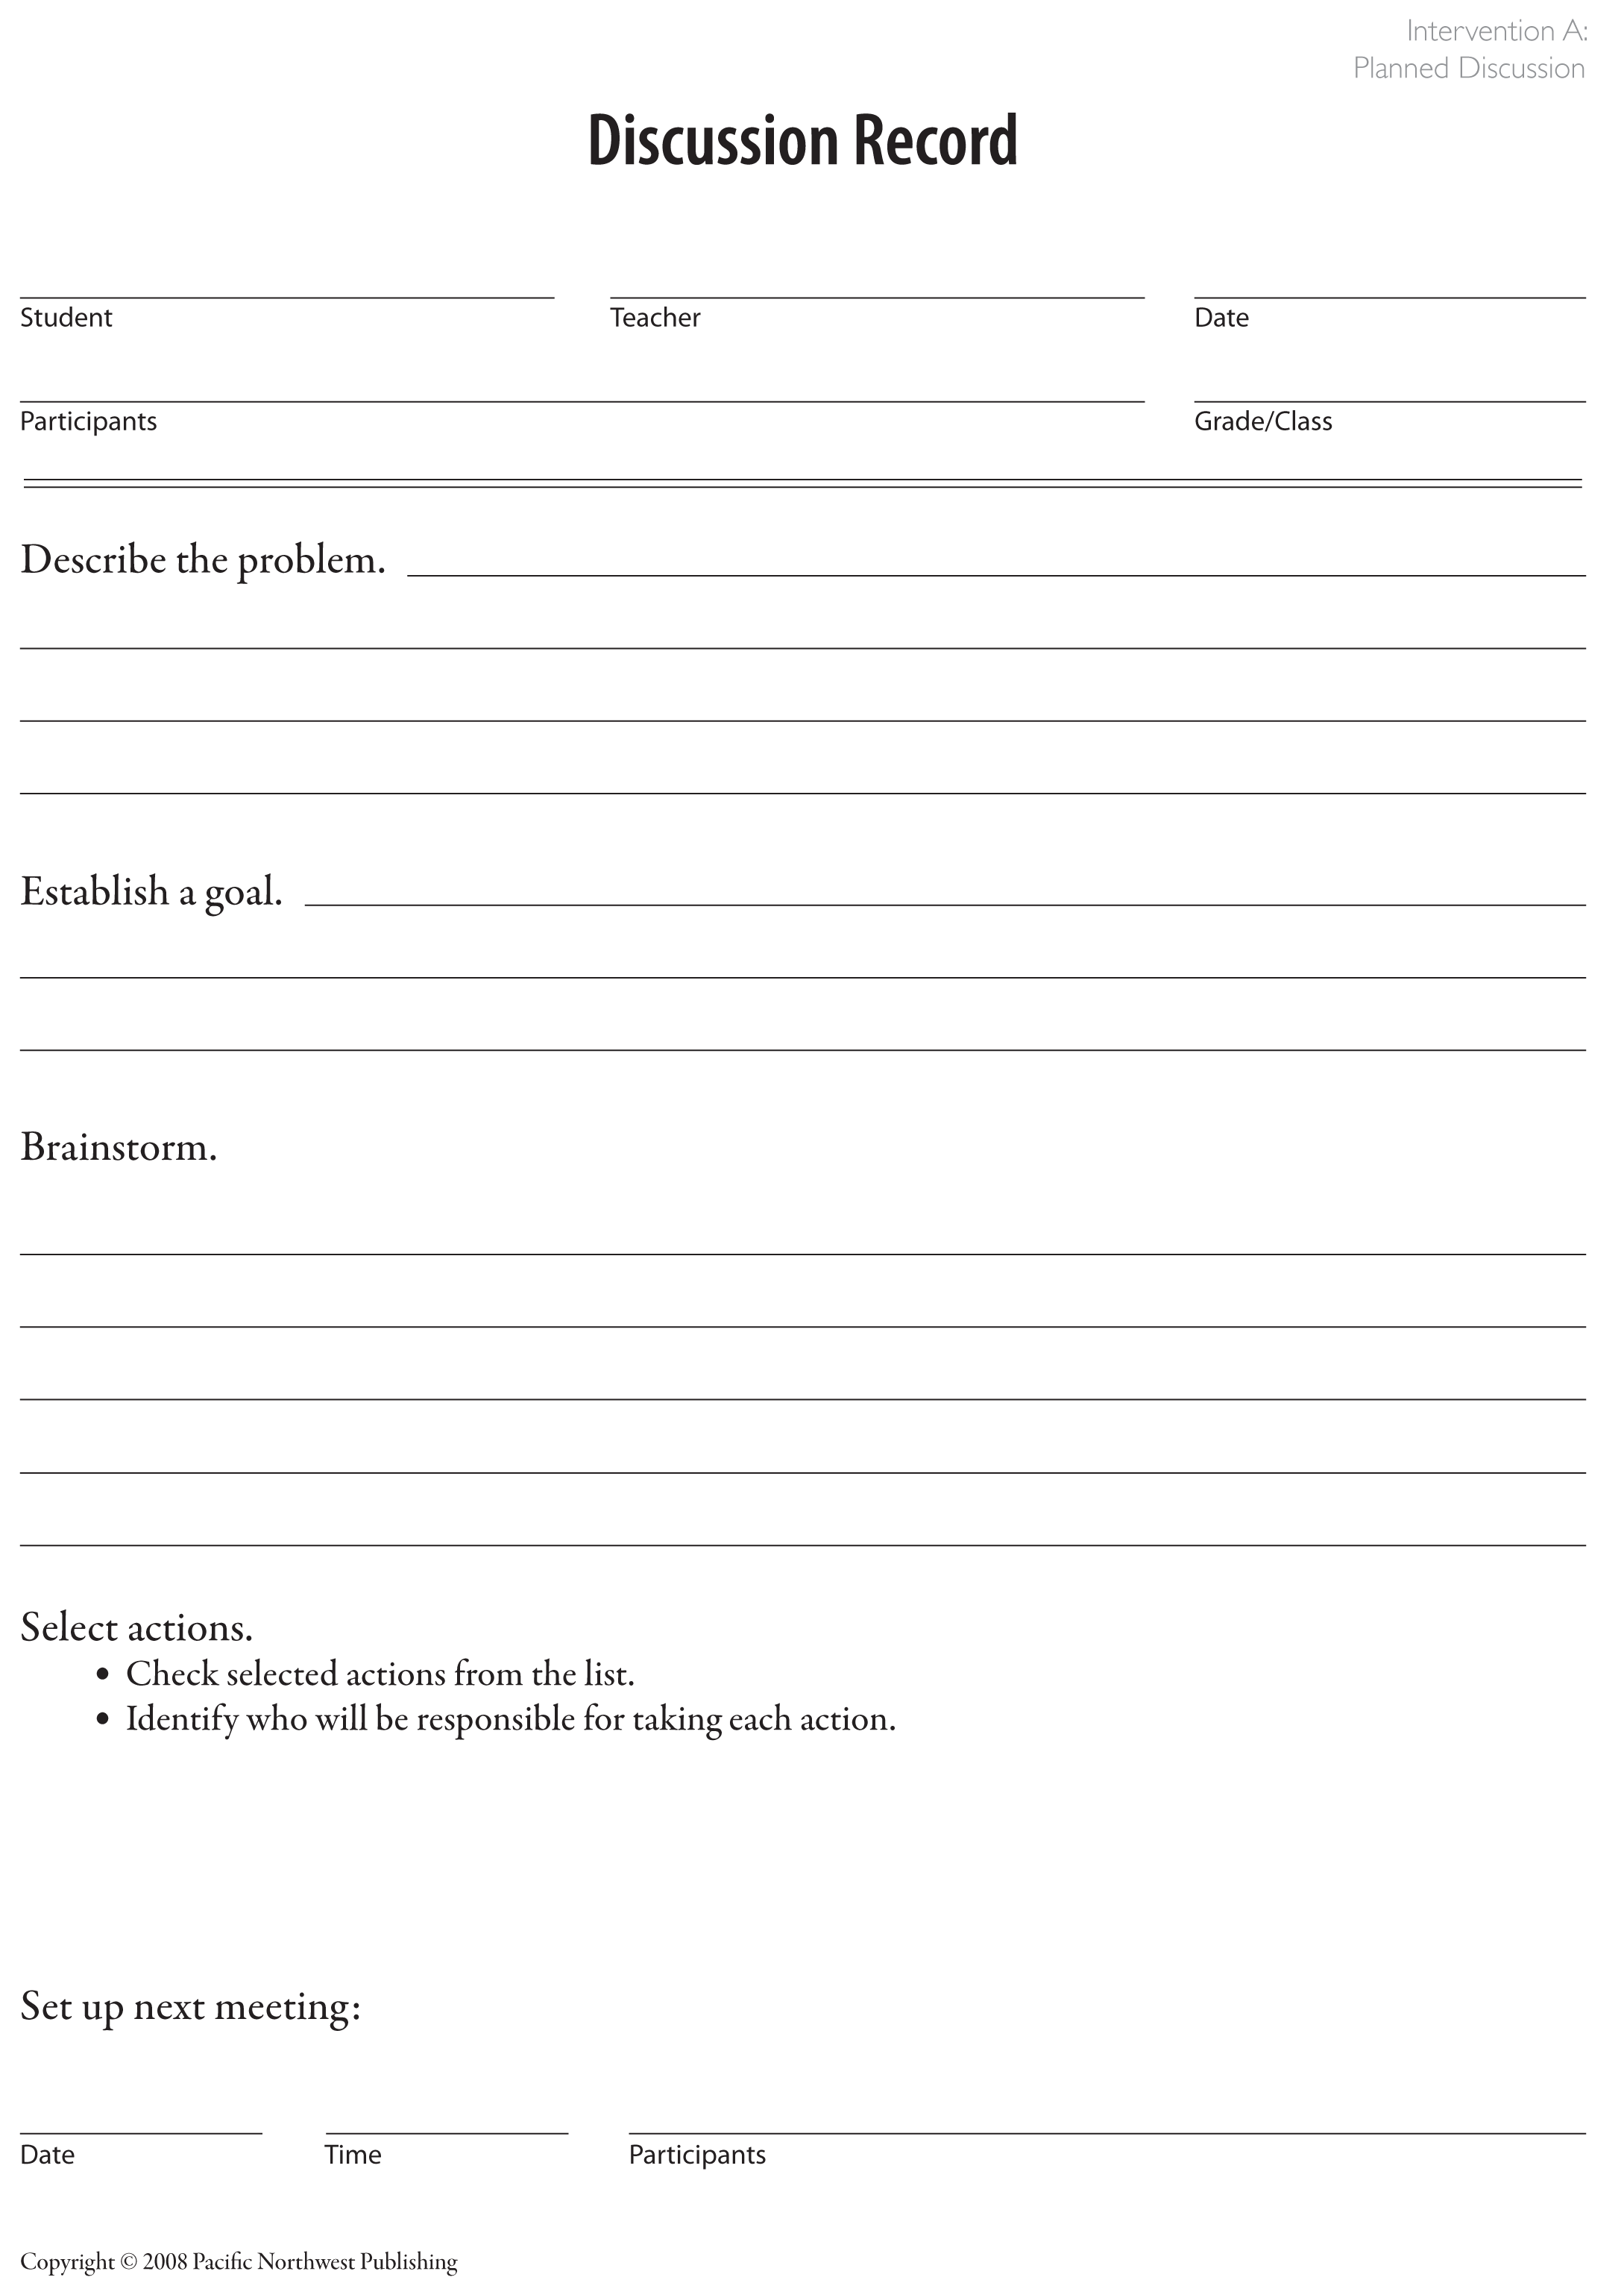 Intervention A:
Planned Discussion
Discussion Record
Student Teacher Date
Participants Grade/Class
Describe the problem.
Establish a goal.
Brainstorm.
Select actions.
• Check selected actions from the list.
• Identify who will be responsible for taking each action.
Set up next meeting:
Date Time Participants
Copyright © 2008 Pacific Northwest Publishing